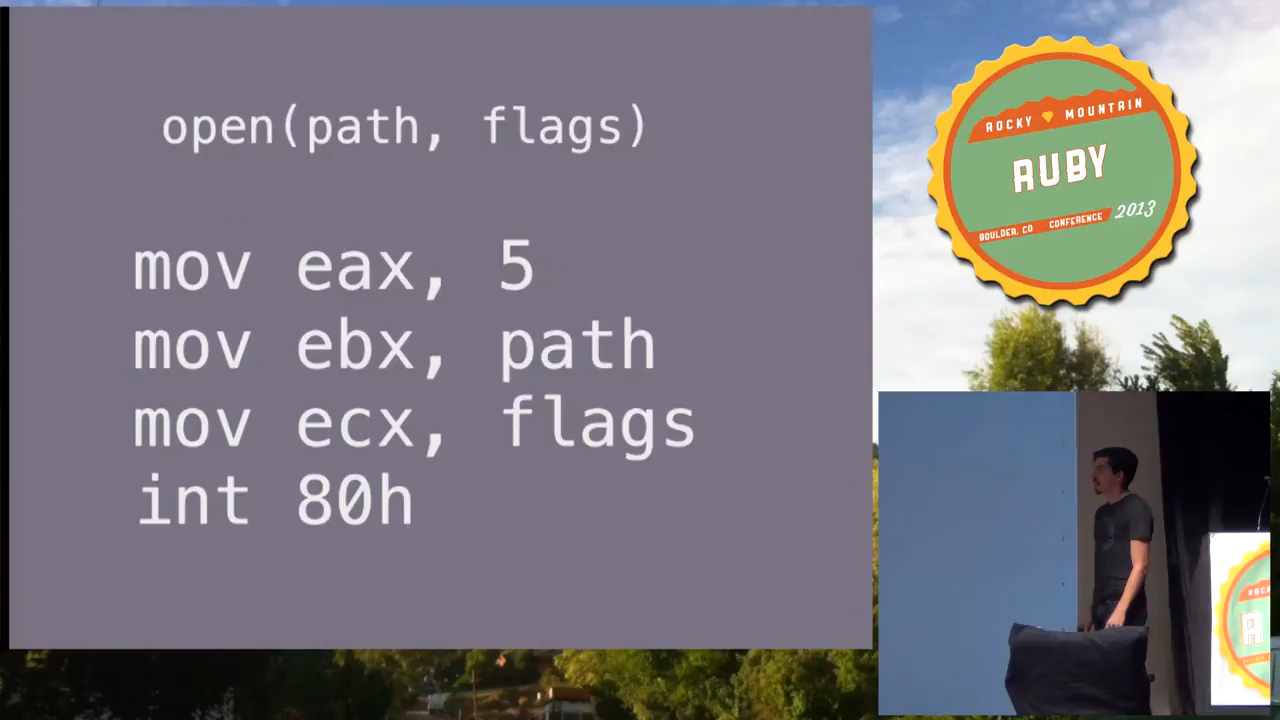 open(path, flags)
mov eax, 5
mov ebx, path
mov ecx, flags
int 80h
ROCKY MOUNTAIN
RUBY
BOULDER, CO CONFERENCE 2013